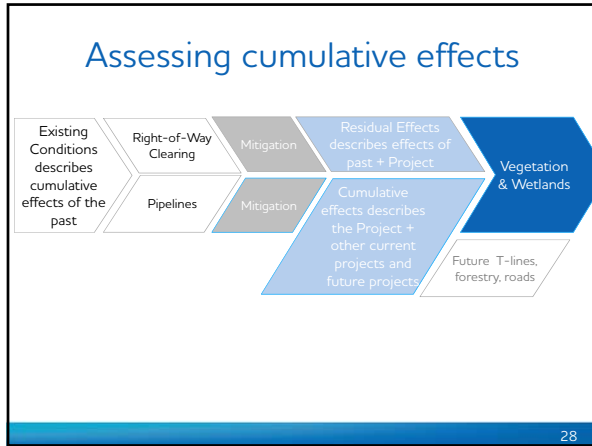 Assessing cumulative effects
Existing
Conditions
describes
cumulative
effects of the
past
Right-of-Way
Clearing
Pipelines
Mitigation
Mitigation
Residual Effects
describes effects of
past + Project
Cumulative
effects describes
the Project +
other current
projects and
future projects
Vegetation
& Wetlands
Future T-lines,
forestry, roads
28